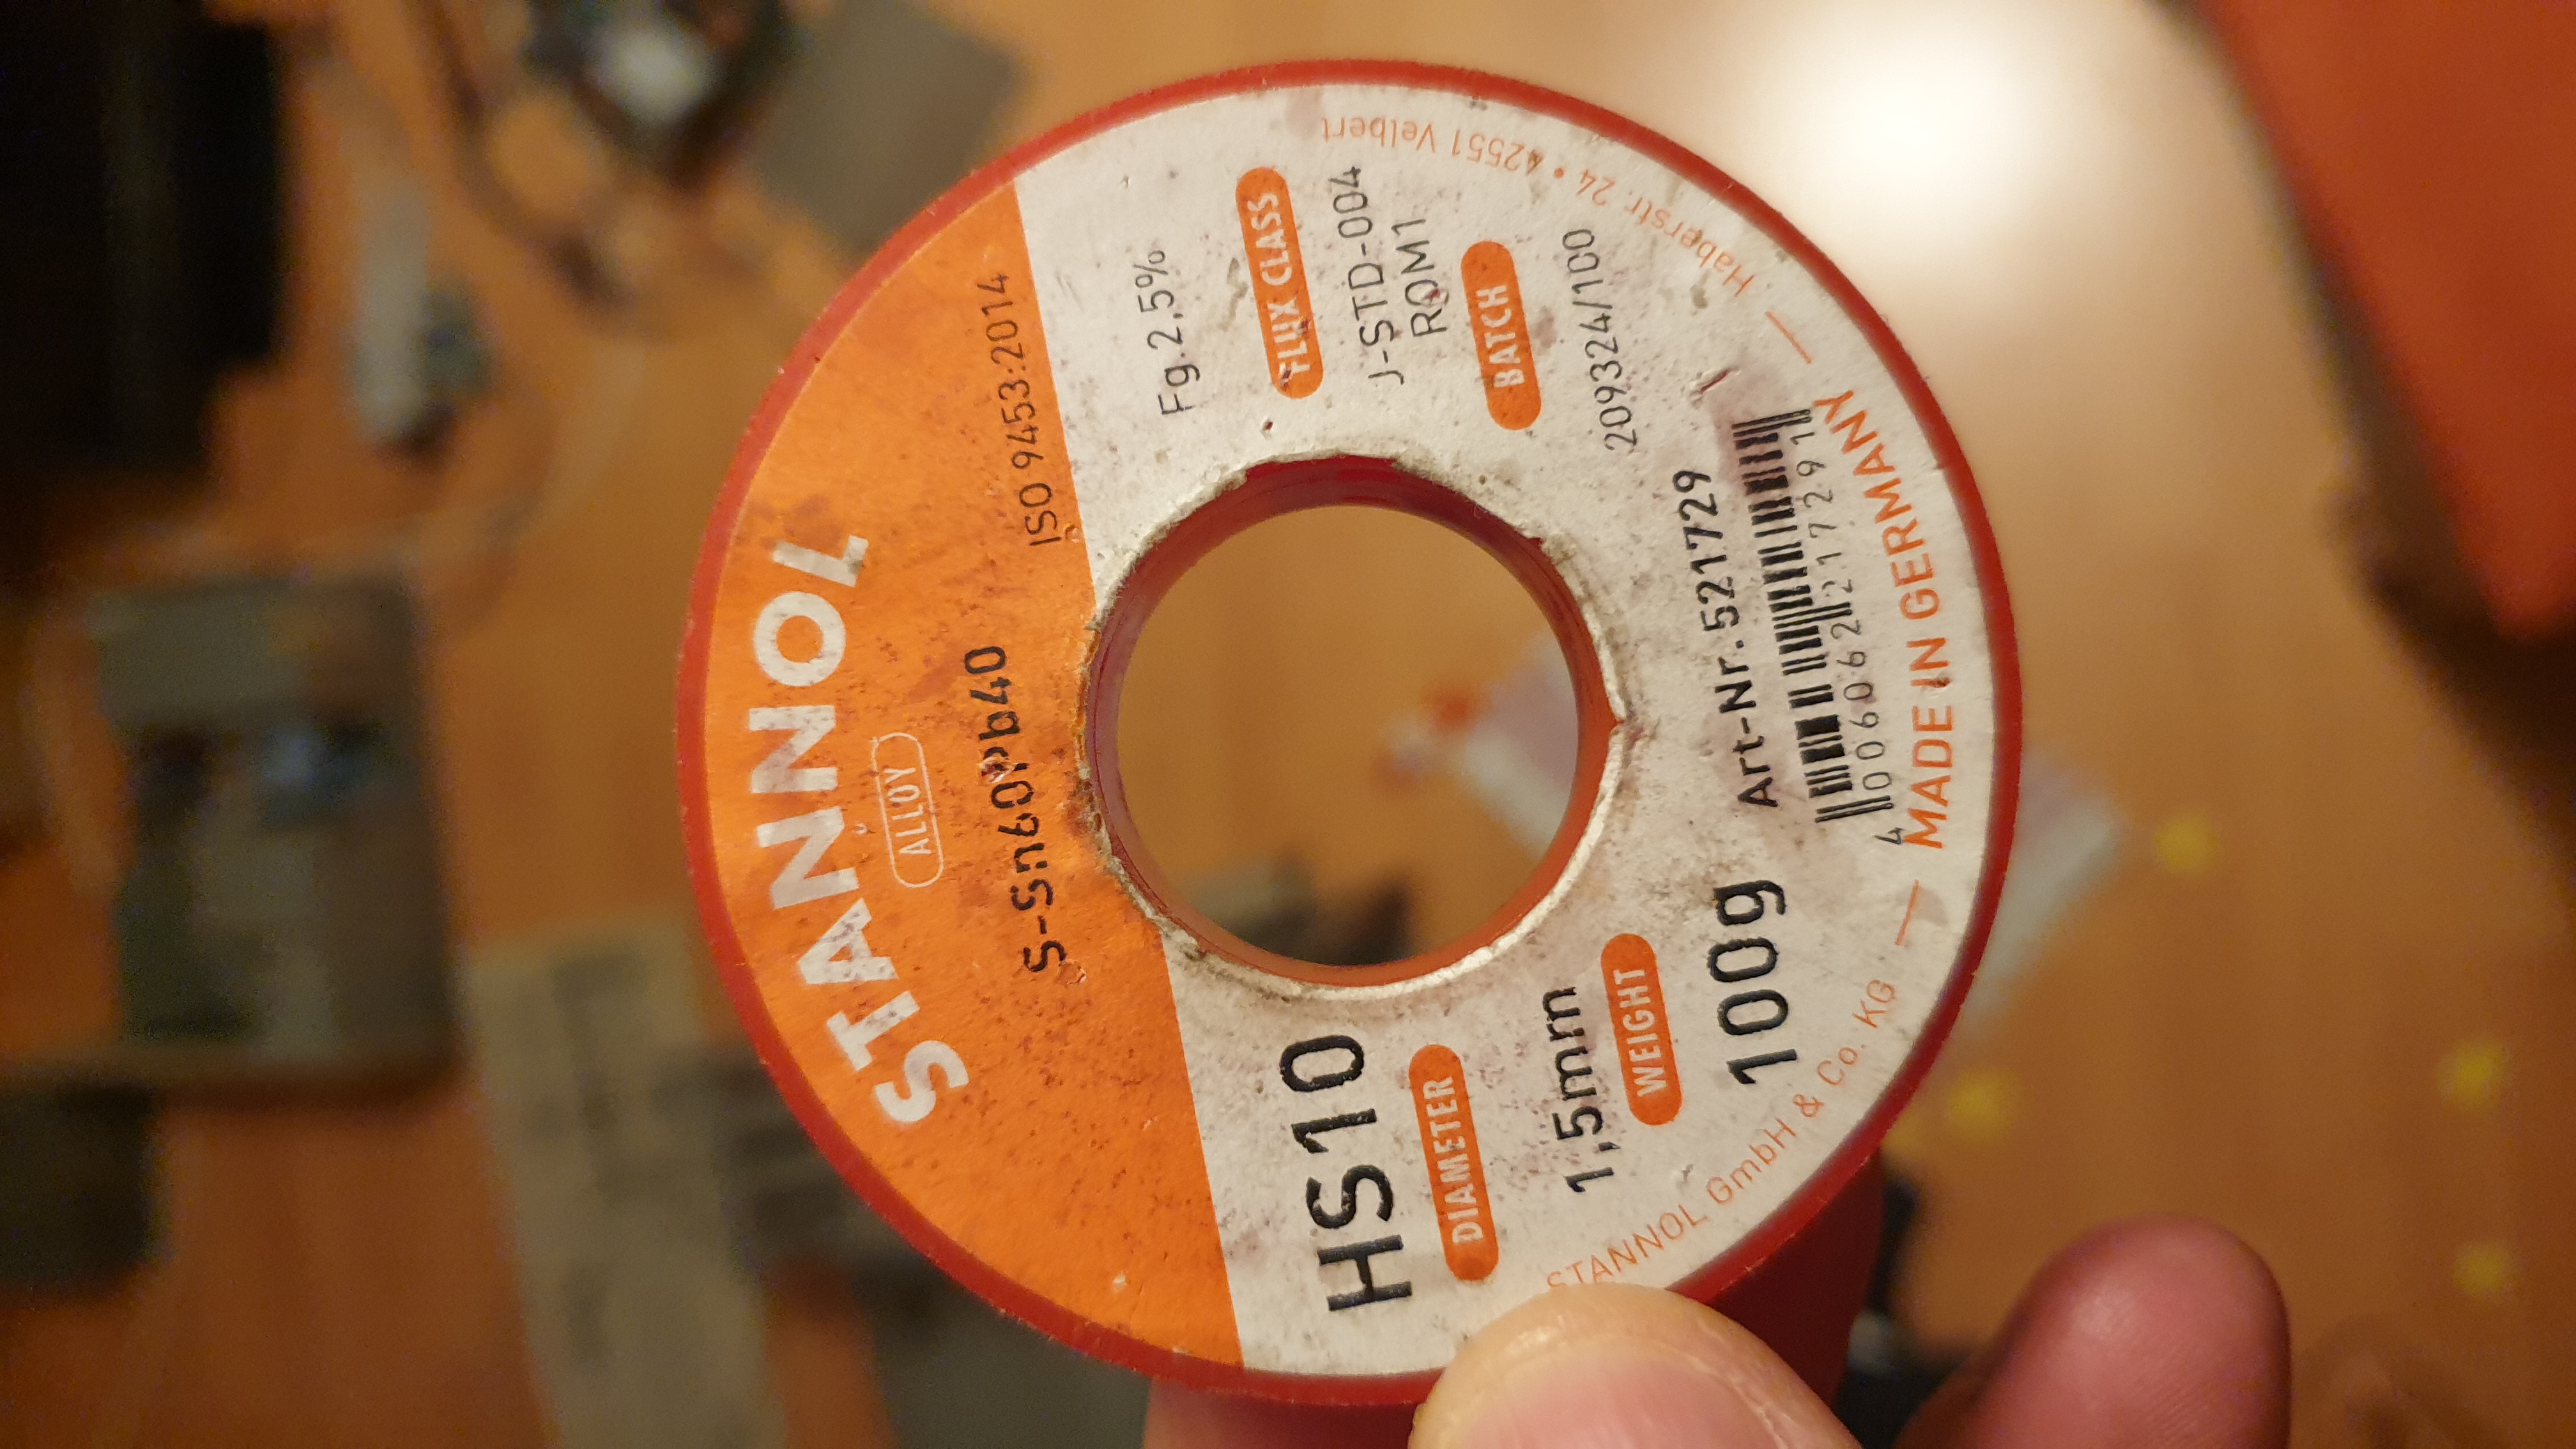 STANNOL
ALLOY
S-Sn60Pb40
ISO 9453:2014
HS10
Fg.2,5%
DIAMETER
1,5mm
WEIGHT
100g
FLUX CLASS
J-STD-004
ROM1
BATCH
209324/100
Art-Nr. 521729
4 006062 217291
STANNOL GmbH & Co. KG — MADE IN GERMANY — Haberstr. 24 • 42551 Velbert